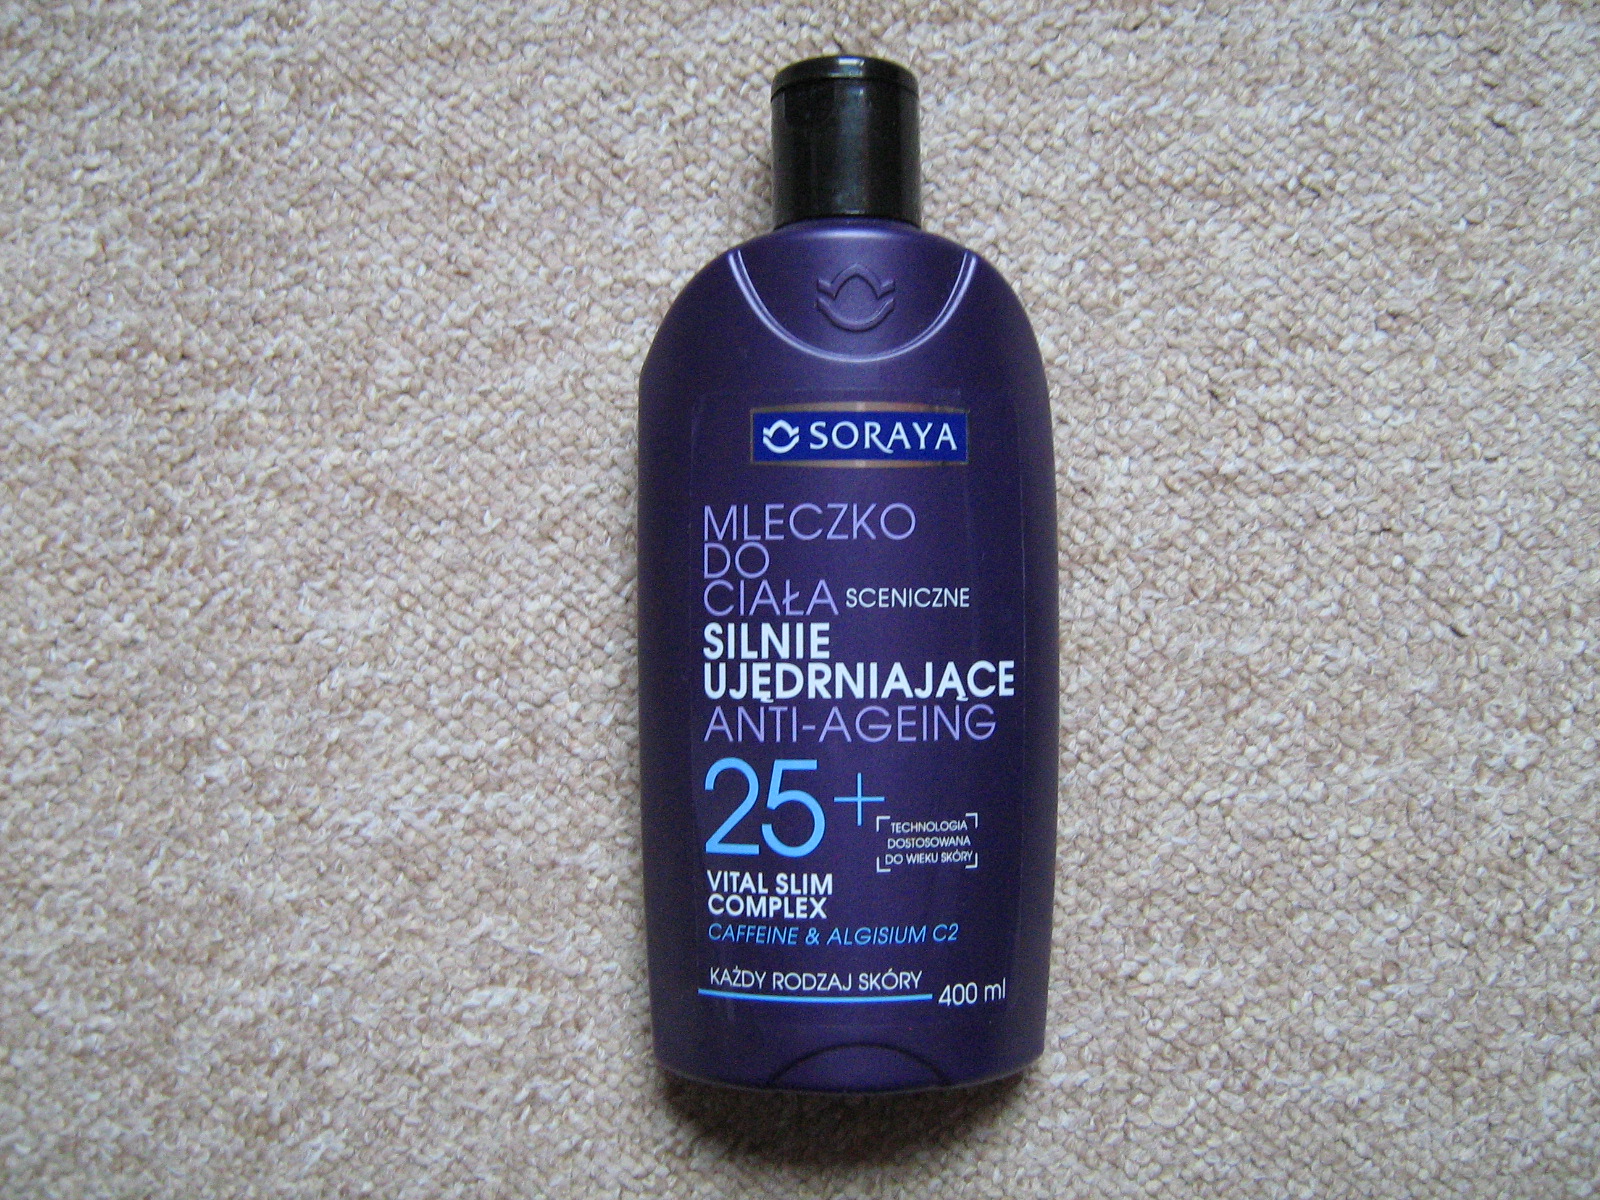 SORAYA
MLECZKO
DO
CIAŁA SCENICZNE
SILNIE
UJĘDRNIAJĄCE
ANTI-AGEING
25+
TECHNOLOGIA
DOSTOSOWANA
DO WIEKU SKÓRY
VITAL SLIM
COMPLEX
CAFFEINE & ALGISIUM C2
KAŻDY RODZAJ SKÓRY
400 ml